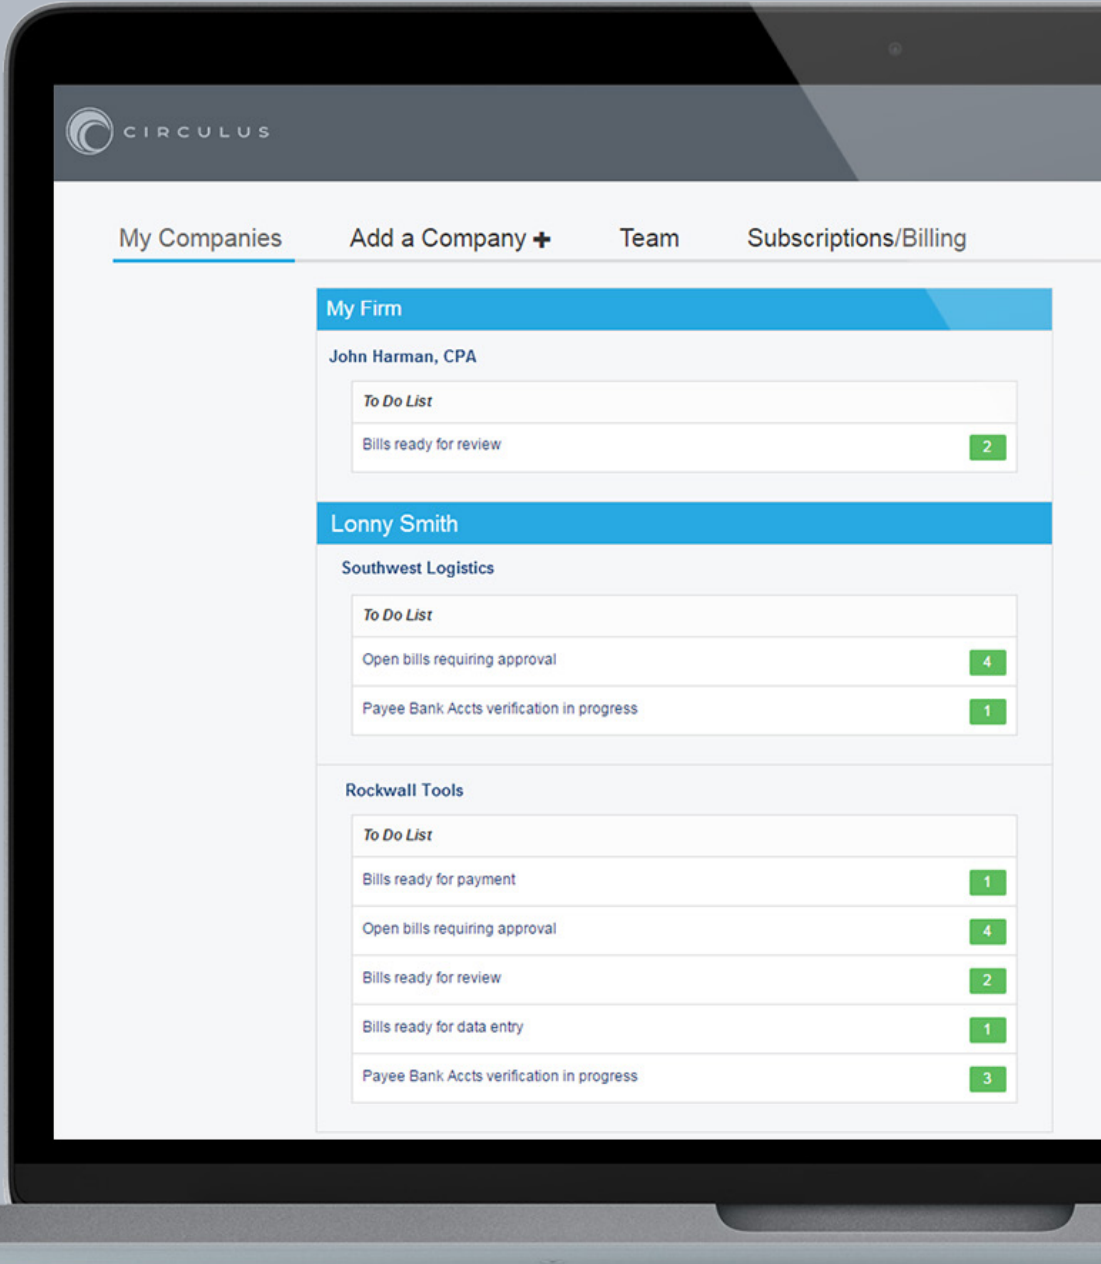 CIRCULUS
My Companies Add a Company + Team Subscriptions/Billing
My Firm
John Harman, CPA
To Do List
Bills ready for review 2
Lonny Smith
Southwest Logistics
To Do List
Open bills requiring approval 4
Payee Bank Accts verification in progress 1
Rockwall Tools
To Do List
Bills ready for payment 1
Open bills requiring approval 4
Bills ready for review 2
Bills ready for data entry 1
Payee Bank Accts verification in progress 3